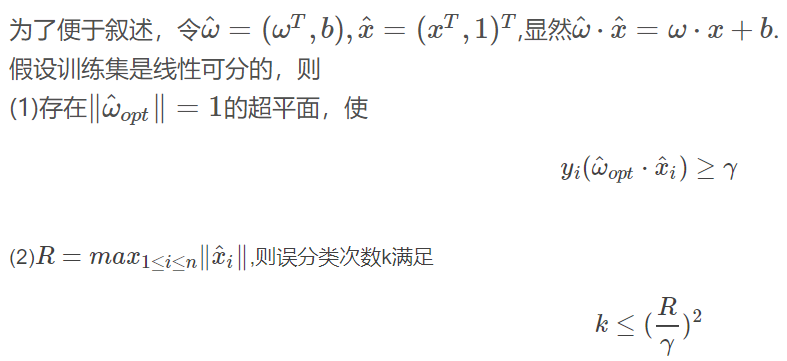 为了便于叙述，令$\hat{\omega} = (\omega^T, b), \hat{x} = (x^T, 1)^T$,显然$\hat{\omega} \cdot \hat{x} = \omega \cdot x + b$.
假设训练集是线性可分的，则
(1)存在$\|\hat{\omega}_{opt}\| = 1$的超平面，使
$y_i(\hat{\omega}_{opt} \cdot \hat{x}_i) \geq \gamma$
(2)$R = max_{1 \leq i \leq n}\|\hat{x}_i\|$,则误分类次数k满足
$k \leq (\frac{R}{\gamma})^2$